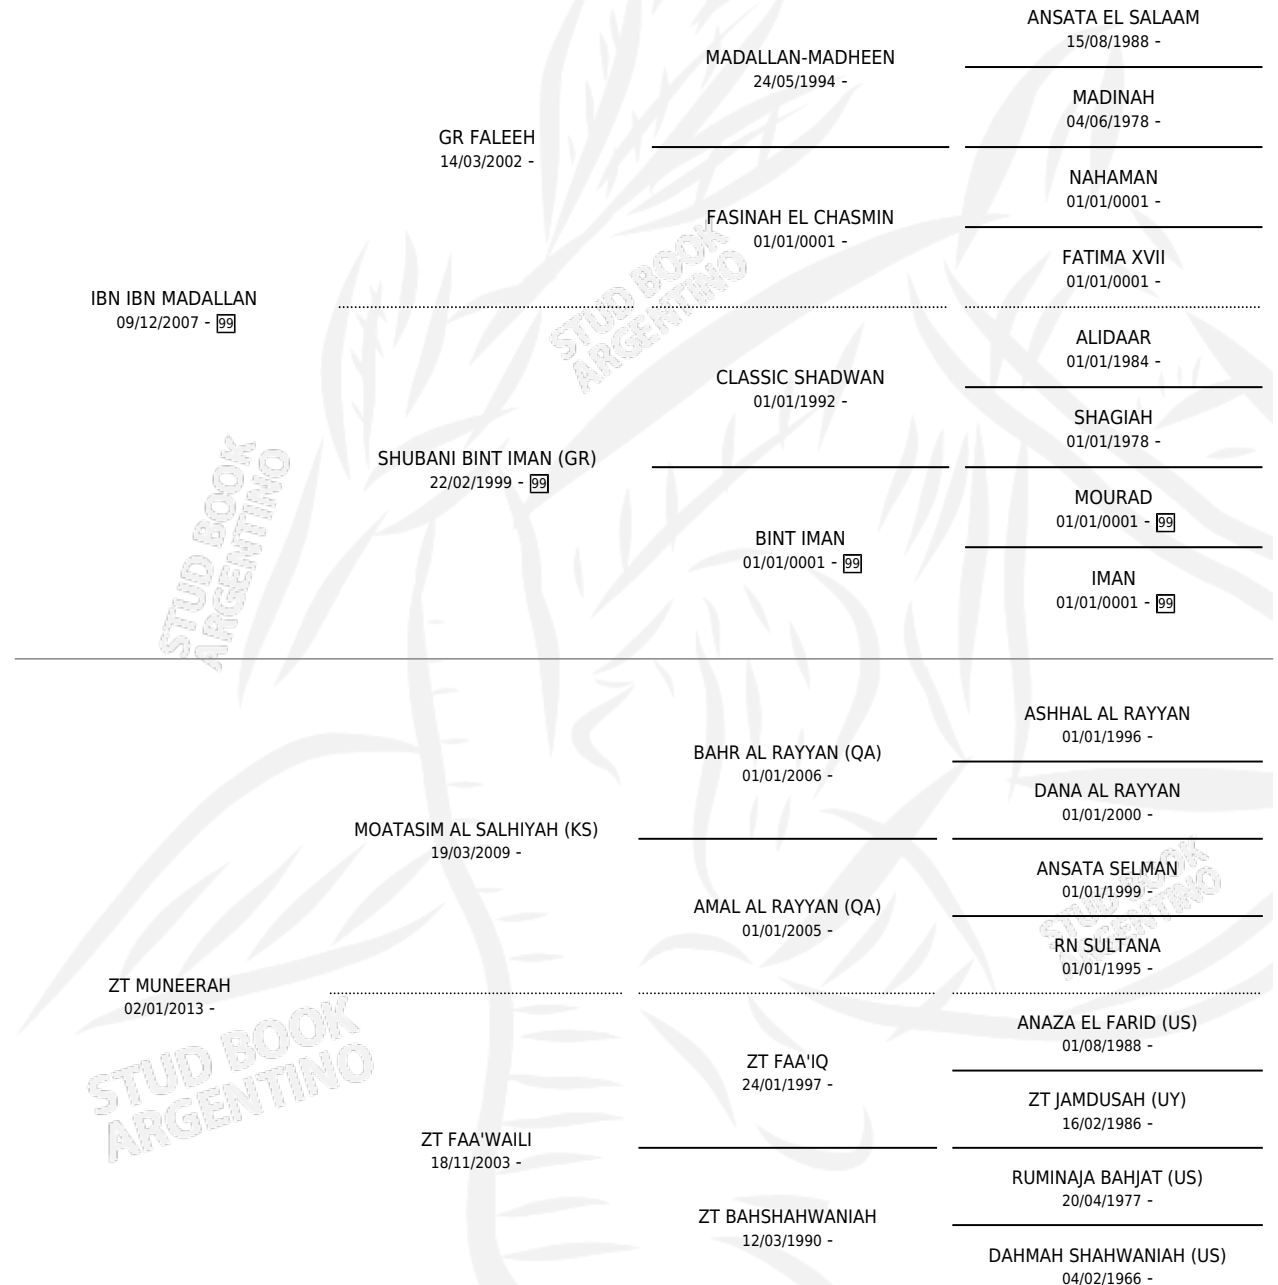 ANSATA EL SALAAM
15/08/1988 -
MADALLAN-MADHEEN
24/05/1994 -
MADINAH
04/06/1978 -
GR FALEEH
14/03/2002 -
NAHAMAN
01/01/0001 -
FASINAH EL CHASMIN
01/01/0001 -
FATIMA XVII
01/01/0001 -
IBN IBN MADALLAN
09/12/2007 - 99
ALIDAAR
01/01/1984 -
CLASSIC SHADWAN
01/01/1992 -
SHAGIAH
01/01/1978 -
SHUBANI BINT IMAN (GR)
22/02/1999 - 99
MOURAD
01/01/0001 - 99
BINT IMAN
01/01/0001 - 99
IMAN
01/01/0001 - 99
STUD BOOK
ARGENTINO
STUD BOOK
ARGENTINO
ASHHAL AL RAYYAN
01/01/1996 -
BAHR AL RAYYAN (QA)
01/01/2006 -
DANA AL RAYYAN
01/01/2000 -
MOATASIM AL SALHIYAH (KS)
19/03/2009 -
ANSATA SELMAN
01/01/1999 -
AMAL AL RAYYAN (QA)
01/01/2005 -
RN SULTANA
01/01/1995 -
STUD BOOK
ARGENTINO
ZT MUNEERAH
02/01/2013 -
ANAZA EL FARID (US)
01/08/1988 -
ZT FAA'IQ
24/01/1997 -
ZT JAMDUSAH (UY)
16/02/1986 -
STUD BOOK
ARGENTINO
ZT FAA'WAILI
18/11/2003 -
RUMINAJA BAHJAT (US)
20/04/1977 -
ZT BAHSHAHWANIAH
12/03/1990 -
DAHMAH SHAHWANIAH (US)
04/02/1966 -